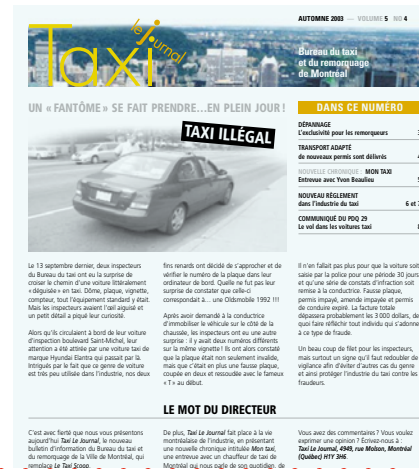 AUTOMNE 2003 — VOLUME 5 NO 4
Taxi
le Journal
Bureau du taxi
et du remorquage
de Montréal
UN « FANTÔME » SE FAIT PRENDRE...EN PLEIN JOUR !
TAXI ILLÉGAL
DANS CE NUMÉRO
DÉPANNAGE
L'exclusivité pour les remorqueurs
TRANSPORT ADAPTÉ
de nouveaux permis sont délivrés
NOUVELLE CHRONIQUE : MON TAXI
Entrevue avec Yvon Beaulieu
NOUVEAU RÈGLEMENT
dans l'industrie du taxi 6 et
COMMUNIQUÉ DU PDQ 29
Le vol dans les voitures taxi
Le 13 septembre dernier, deux inspecteurs
du Bureau du taxi ont eu la surprise de
croiser le chemin d'une voiture littéralement
« déguisée » en taxi. Dôme, plaque, vignette,
compteur, tout l'équipement standard y était.
Mais les inspecteurs avaient l'œil aiguisé et
un petit détail a piqué leur curiosité.
Alors qu'ils circulaient à bord de leur voiture
d'inspection boulevard Saint-Michel, leur
attention a été attirée par une voiture taxi de
marque Hyundai Elantra qui passait par là.
Intrigués par le fait que ce genre de voiture
est très peu utilisée dans l'industrie, nos deux
fins renards ont décidé de s'approcher et de
vérifier le numéro de la plaque dans leur
ordinateur de bord. Quelle ne fut pas leur
surprise de constater que celle-ci
correspondait à... une Oldsmobile 1992 !!!
Après avoir demandé à la conductrice
d'immobiliser le véhicule sur le côté de la
chaussée, les inspecteurs ont eu une autre
surprise : il y avait deux numéros différents
sur la même vignette ! Ils ont alors constaté
que la plaque était non seulement invalide,
mais que c'était en plus une fausse plaque,
coupée en deux et ressoudée avec le fameux
« T » au début.
Il n'en fallait pas plus pour que la voiture soit
saisie par la police pour une période 30 jours
et qu'une série de constats d'infraction soit
remise à la conductrice. Fausse plaque,
permis impayé, amende impayée et permis
de conduire expiré. La facture totale
dépassera probablement les 3 000 dollars, de
quoi faire réfléchir tout individu qui s'adonne
à ce type de fraude.
Un beau coup de filet pour les inspecteurs,
mais surtout un signe qu'il faut redoubler de
vigilance afin d'éviter d'autres cas du genre
et ainsi protéger l'industrie du taxi contre les
fraudeurs.
LE MOT DU DIRECTEUR
C'est avec fierté que nous vous présentons
aujourd'hui Taxi Le Journal, le nouveau
bulletin d'information du Bureau du taxi et
du remorquage de la Ville de Montréal, qui
remplace Le Taxi Scoop.
De plus, Taxi Le Journal fait place à la vie
montréalaise de l'industrie, en présentant
une nouvelle chronique intitulée Mon taxi,
une entrevue avec un chauffeur de taxi de
Montréal qui nous parle de son quotidien, de
Vous avez des commentaires ? Vous voulez
exprimer une opinion ? Écrivez-nous à :
Taxi Le Journal, 4949, rue Molson, Montréal
(Québec) H1Y 3H6.